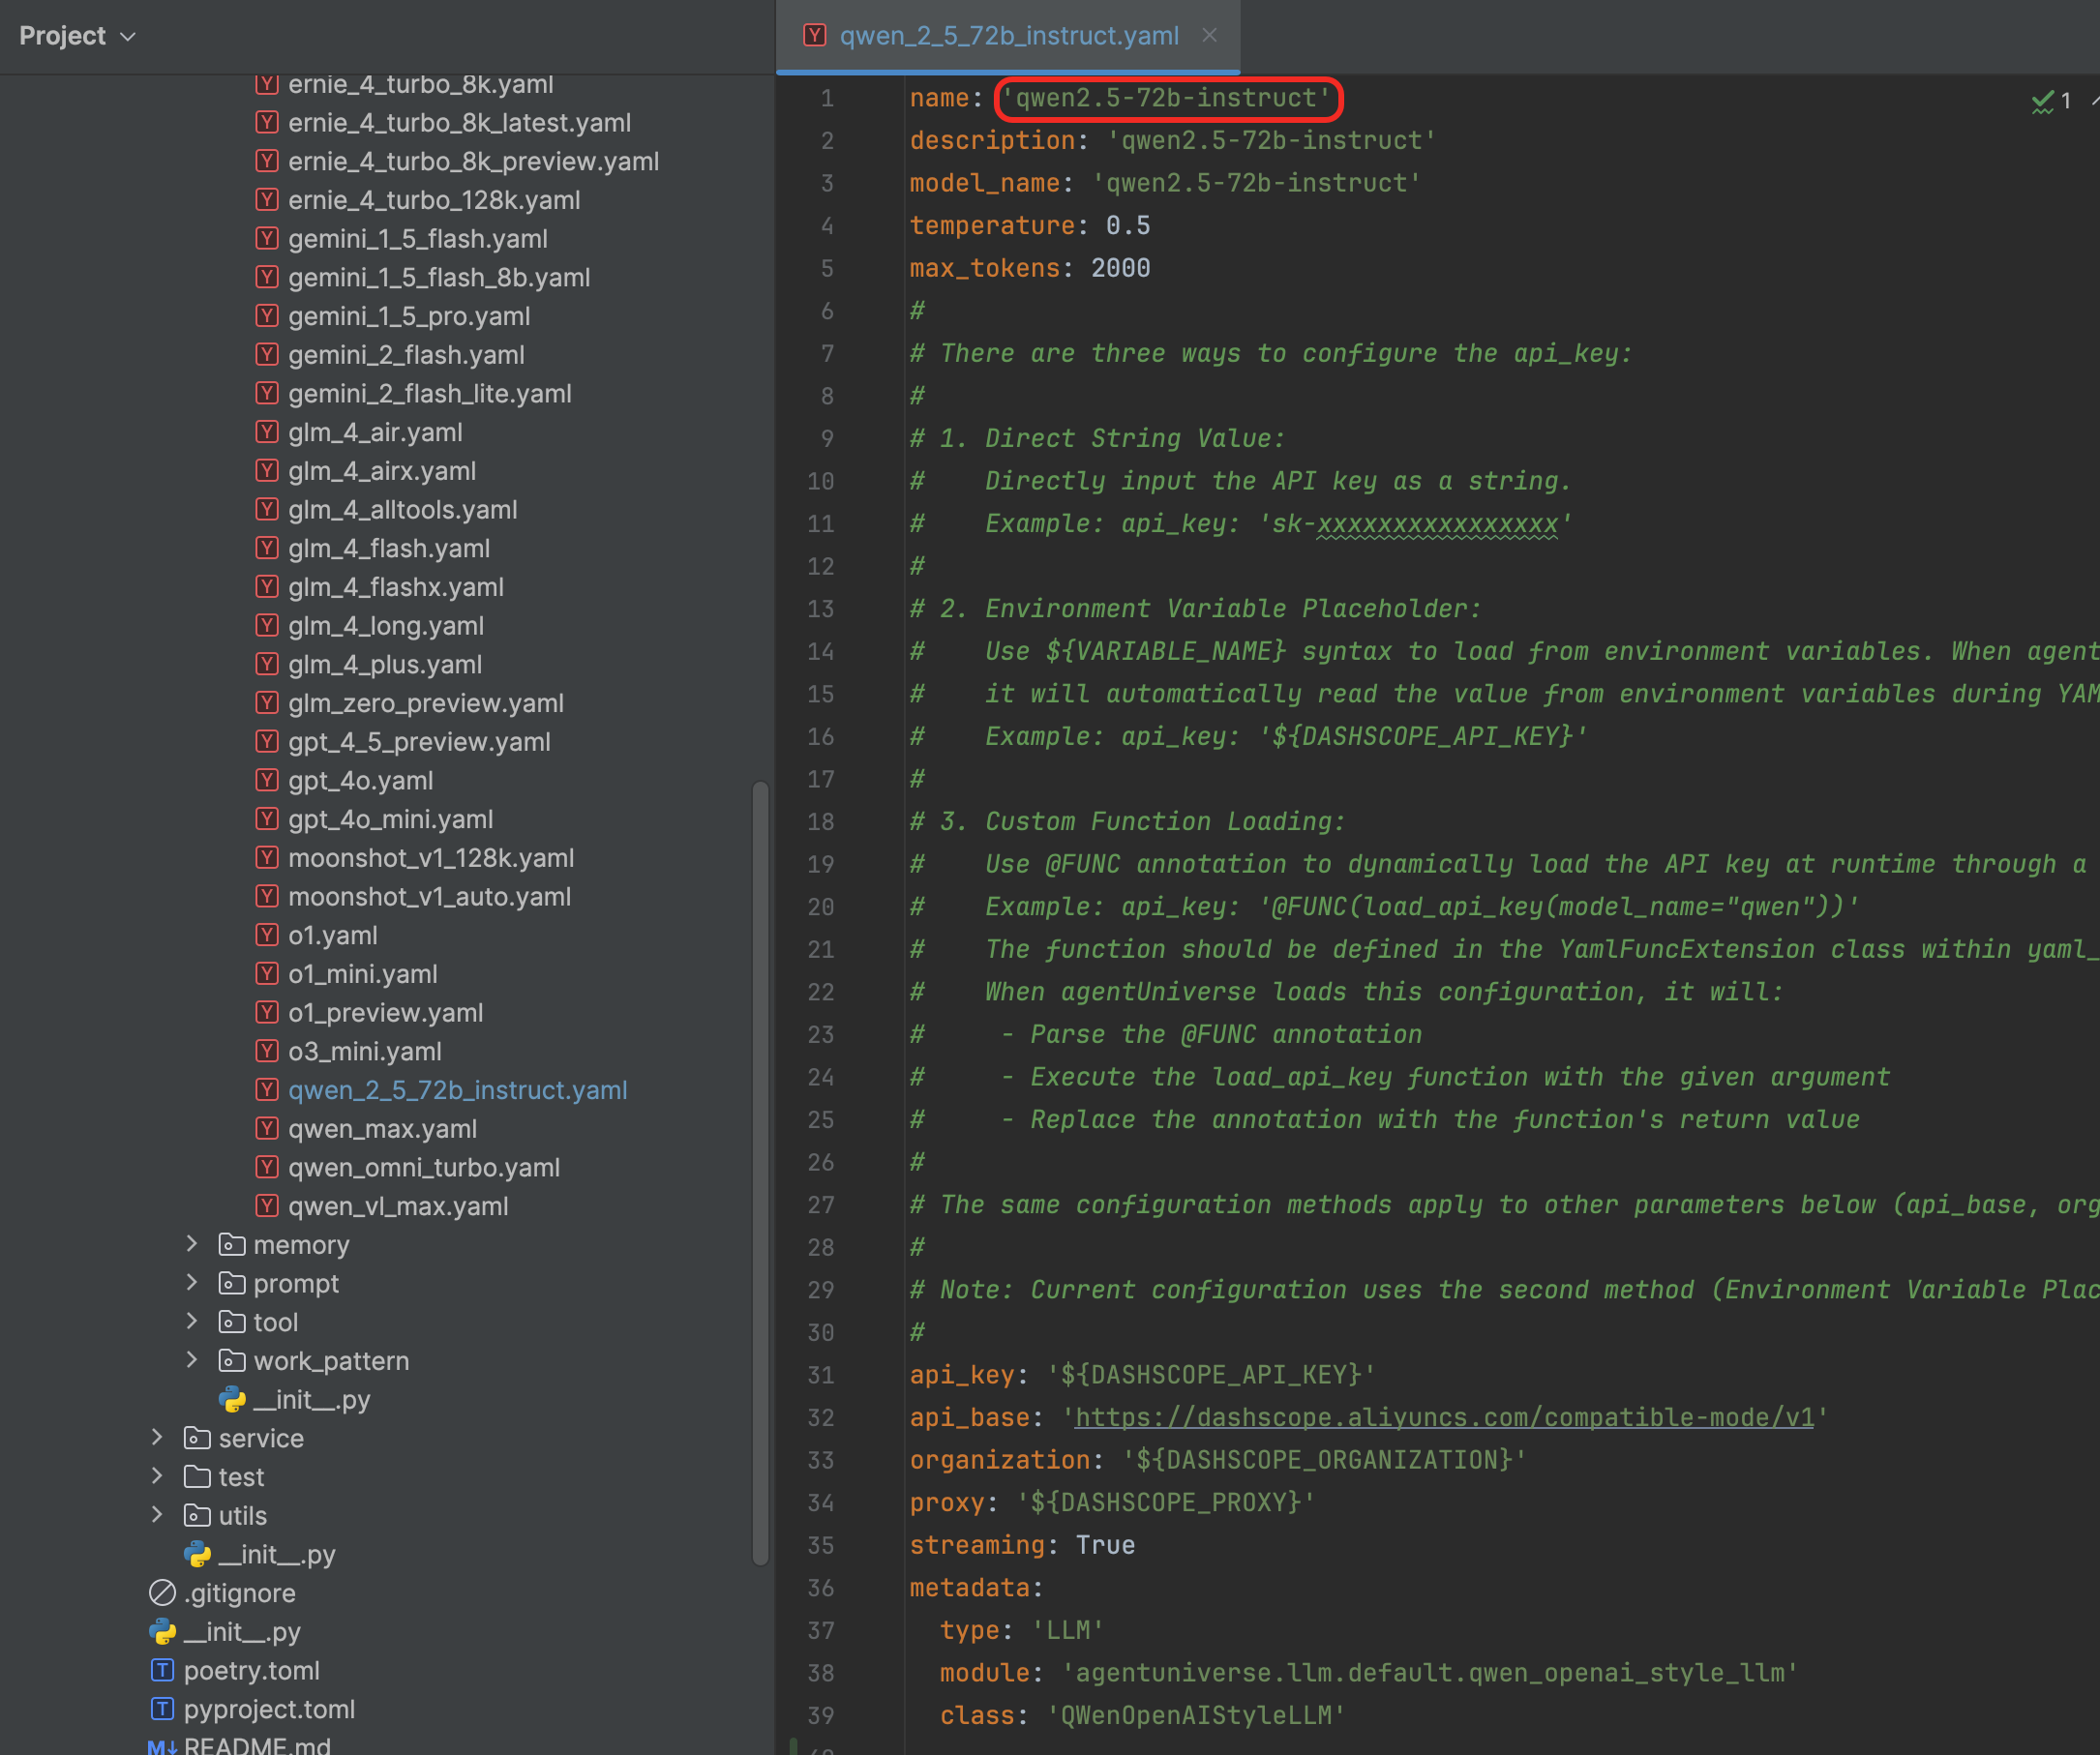 Project
ernie_4_turbo_8k.yaml
ernie_4_turbo_8k_latest.yaml
ernie_4_turbo_8k_preview.yaml
ernie_4_turbo_128k.yaml
gemini_1_5_flash.yaml
gemini_1_5_flash_8b.yaml
gemini_1_5_pro.yaml
gemini_2_flash.yaml
gemini_2_flash_lite.yaml
glm_4_air.yaml
glm_4_airx.yaml
glm_4_alltools.yaml
glm_4_flash.yaml
glm_4_flashx.yaml
glm_4_long.yaml
glm_4_plus.yaml
glm_zero_preview.yaml
gpt_4_5_preview.yaml
gpt_4o.yaml
gpt_4o_mini.yaml
moonshot_v1_128k.yaml
moonshot_v1_auto.yaml
o1.yaml
o1_mini.yaml
o1_preview.yaml
o3_mini.yaml
qwen_2_5_72b_instruct.yaml
qwen_max.yaml
qwen_omni_turbo.yaml
qwen_vl_max.yaml
memory
prompt
tool
work_pattern
__init__.py
service
test
utils
__init__.py
.gitignore
__init__.py
poetry.toml
pyproject.toml
README.md
qwen_2_5_72b_instruct.yaml
1 name: 'qwen2.5-72b-instruct'
1
2 description: 'qwen2.5-72b-instruct'
3 model_name: 'qwen2.5-72b-instruct'
4 temperature: 0.5
5 max_tokens: 2000
6 #
7 # There are three ways to configure the api_key:
8 #
9 # 1. Direct String Value:
10 #    Directly input the API key as a string.
11 #    Example: api_key: 'sk-xxxxxxxxxxxxxxxx'
12 #
13 # 2. Environment Variable Placeholder:
14 #    Use ${VARIABLE_NAME} syntax to load from environment variables. When agent
15 #    it will automatically read the value from environment variables during YAM
16 #    Example: api_key: '${DASHSCOPE_API_KEY}'
17 #
18 # 3. Custom Function Loading:
19 #    Use @FUNC annotation to dynamically load the API key at runtime through a
20 #    Example: api_key: '@FUNC(load_api_key(model_name="qwen"))'
21 #    The function should be defined in the YamlFuncExtension class within yaml_
22 #    When agentUniverse loads this configuration, it will:
23 #     - Parse the @FUNC annotation
24 #     - Execute the load_api_key function with the given argument
25 #     - Replace the annotation with the function's return value
26 #
27 # The same configuration methods apply to other parameters below (api_base, org
28 #
29 # Note: Current configuration uses the second method (Environment Variable Plac
30 #
31 api_key: '${DASHSCOPE_API_KEY}'
32 api_base: 'https://dashscope.aliyuncs.com/compatible-mode/v1'
33 organization: '${DASHSCOPE_ORGANIZATION}'
34 proxy: '${DASHSCOPE_PROXY}'
35 streaming: True
36 metadata:
37   type: 'LLM'
38   module: 'agentuniverse.llm.default.qwen_openai_style_llm'
39   class: 'QWenOpenAIStyleLLM'